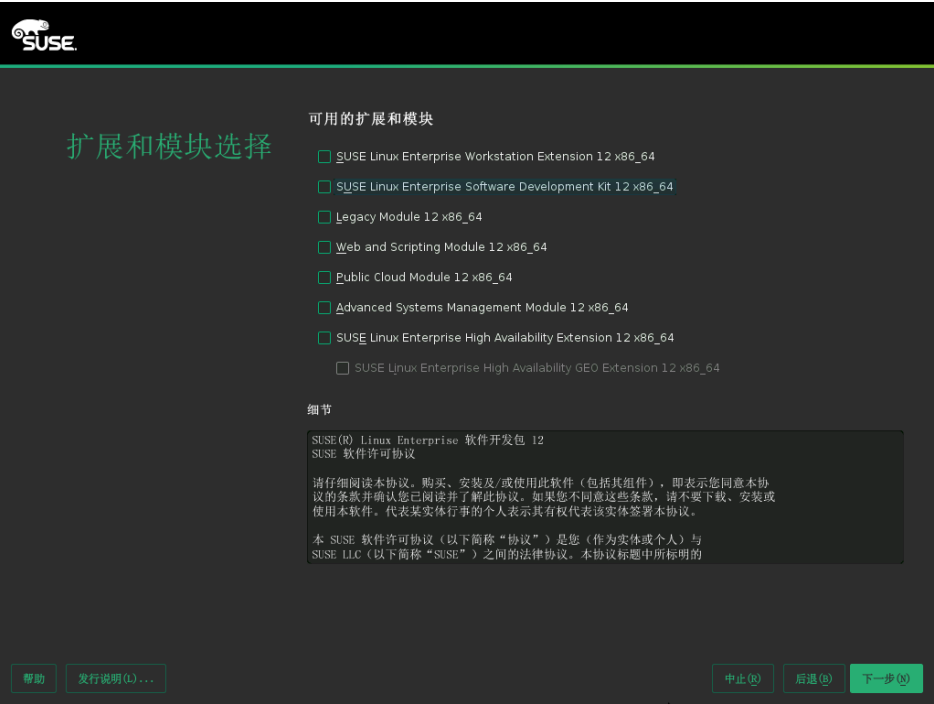 SUSE.
扩展和模块选择
可用的扩展和模块
SUSE Linux Enterprise Workstation Extension 12 x86_64
SUSE Linux Enterprise Software Development Kit 12 x86_64
Legacy Module 12 x86_64
Web and Scripting Module 12 x86_64
Public Cloud Module 12 x86_64
Advanced Systems Management Module 12 x86_64
SUSE Linux Enterprise High Availability Extension 12 x86_64
SUSE Linux Enterprise High Availability GEO Extension 12 x86_64
细节
SUSE(R) Linux Enterprise 软件开发包 12
SUSE 软件许可协议
请仔细阅读本协议。购买、安装及/或使用此软件（包括其组件），即表示您同意本协
议的条款并确认您已阅读并了解此协议。如果您不同意这些条款，请不要下载、安装或
使用本软件。代表某实体行事的个人表示其有权代表该实体签署本协议。
本 SUSE 软件许可协议（以下简称“协议”）是您（作为实体或个人）与
SUSE LLC（以下简称“SUSE”）之间的法律协议。本协议标题中所标明的
帮助
发行说明(L)...
中止(R)
后退(B)
下一步(N)